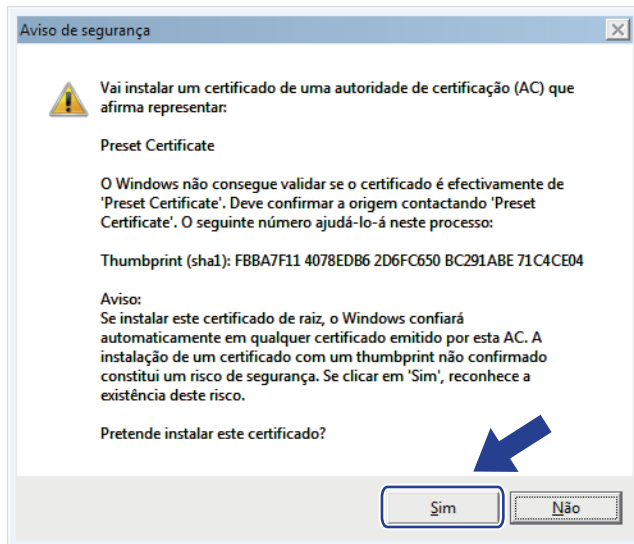 Aviso de segurança
Vai instalar um certificado de uma autoridade de certificação (AC) que
afirma representar:
Preset Certificate
O Windows não consegue validar se o certificado é efectivamente de
'Preset Certificate'. Deve confirmar a origem contactando 'Preset
Certificate'. O seguinte número ajudá-lo-á neste processo:
Thumbprint (sha1): FBBA7F11 4078EDB6 2D6FC650 BC291ABE 71C4CE04
Aviso:
Se instalar este certificado de raiz, o Windows confiará
automaticamente em qualquer certificado emitido por esta AC. A
instalação de um certificado com um thumbprint não confirmado
constitui um risco de segurança. Se clicar em 'Sim', reconhece a
existência deste risco.
Pretende instalar este certificado?
Sim
Não